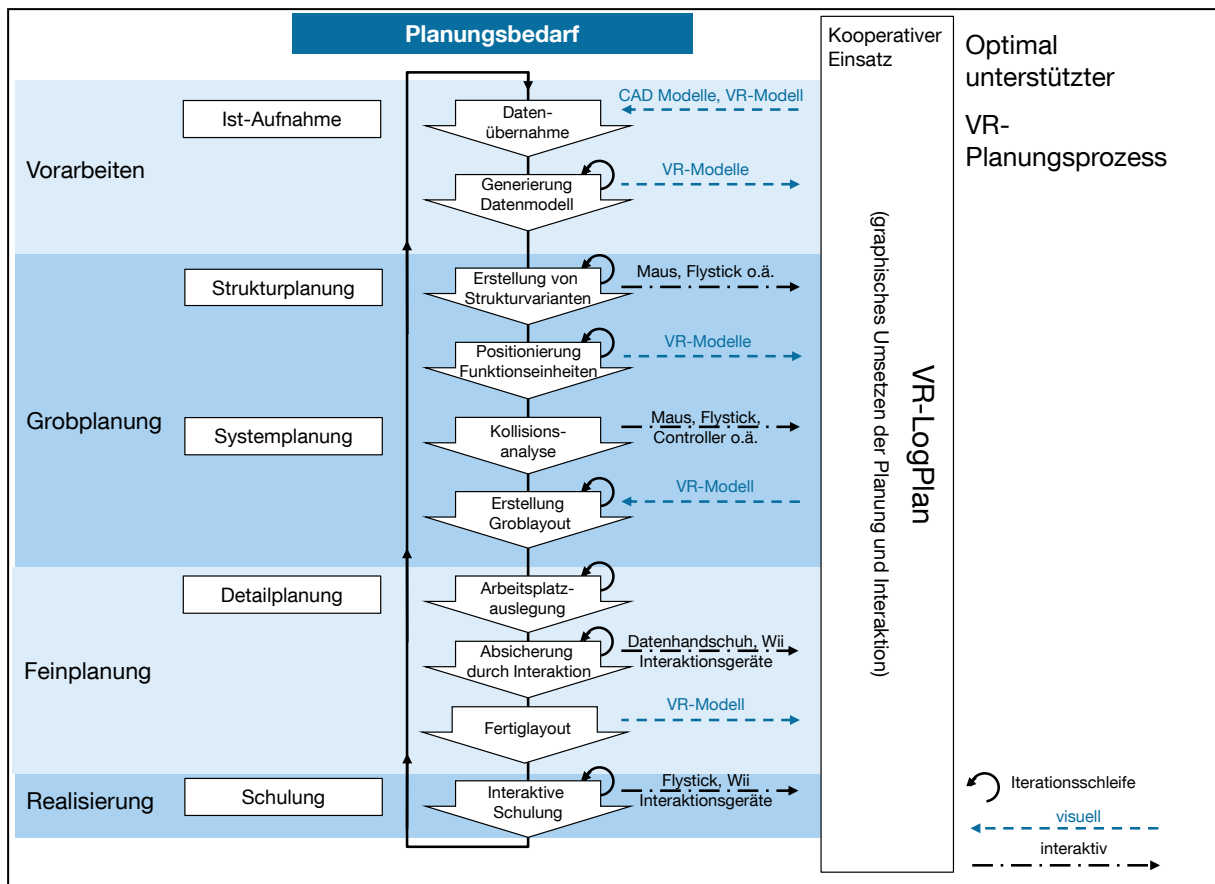 Planungsbedarf
Kooperativer
Einsatz
Optimal
unterstützter
VR-
Planungsprozess
Vorarbeiten
Ist-Aufnahme
Daten-
übernahme
CAD Modelle, VR-Modell
Generierung
Datenmodell
VR-Modelle
Grobplanung
Strukturplanung
Erstellung von
Strukturvarianten
Maus, Flystick o.ä.
Positionierung
Funktionseinheiten
VR-Modelle
Systemplanung
Kollisions-
analyse
Maus, Flystick,
Controller o.ä.
Erstellung
Groblayout
VR-Modell
Feinplanung
Detailplanung
Arbeitsplatz-
auslegung
Absicherung
durch Interaktion
Datenhandschuh, Wii
Interaktionsgeräte
Fertiglayout
VR-Modell
Realisierung
Schulung
Interaktive
Schulung
Flystick, Wii
Interaktionsgeräte
VR-LogPlan
(graphisches Umsetzen der Planung und Interaktion)
Iterationsschleife
visuell
interaktiv